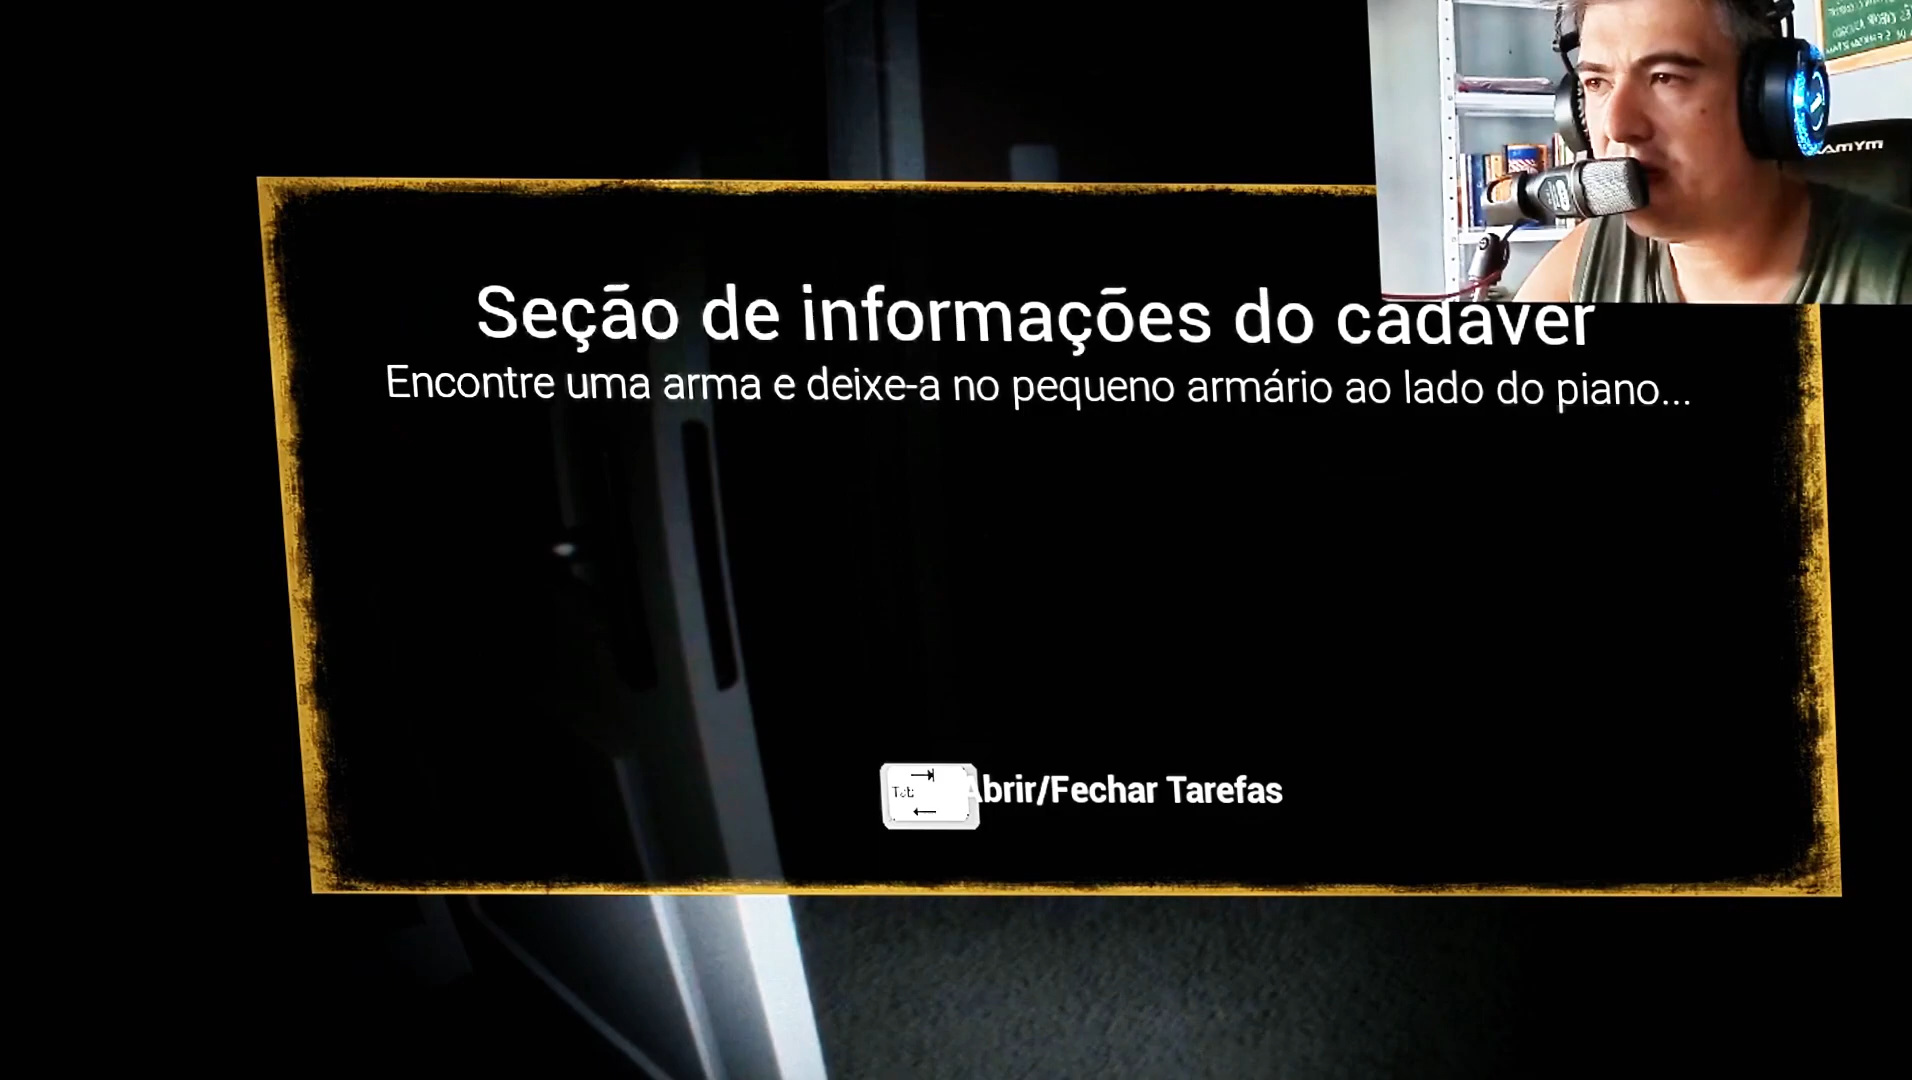 Seção de informações do cadáver
Encontre uma arma e deixe-a no pequeno armário ao lado do piano...
Tab
Abrir/Fechar Tarefas